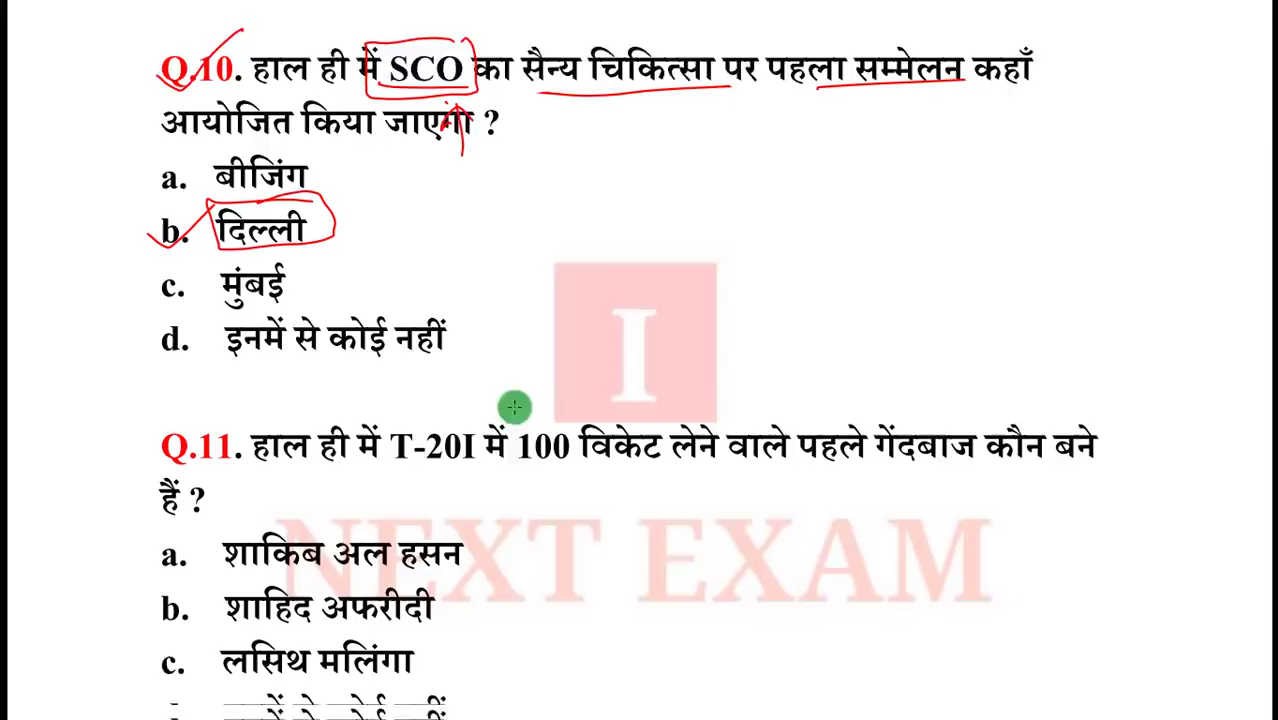 Q.10. हाल ही में SCO का सैन्य चिकित्सा पर पहला सम्मेलन कहाँ
आयोजित किया जाएगा ?
a. बीजिंग
b. दिल्ली
c. मुंबई
d. इनमें से कोई नहीं
I
Q.11. हाल ही में T-20I में 100 विकेट लेने वाले पहले गेंदबाज कौन बने
हैं ?
NEXT EXAM
a. शाकिब अल हसन
b. शाहिद अफरीदी
c. लसिथ मलिंगा